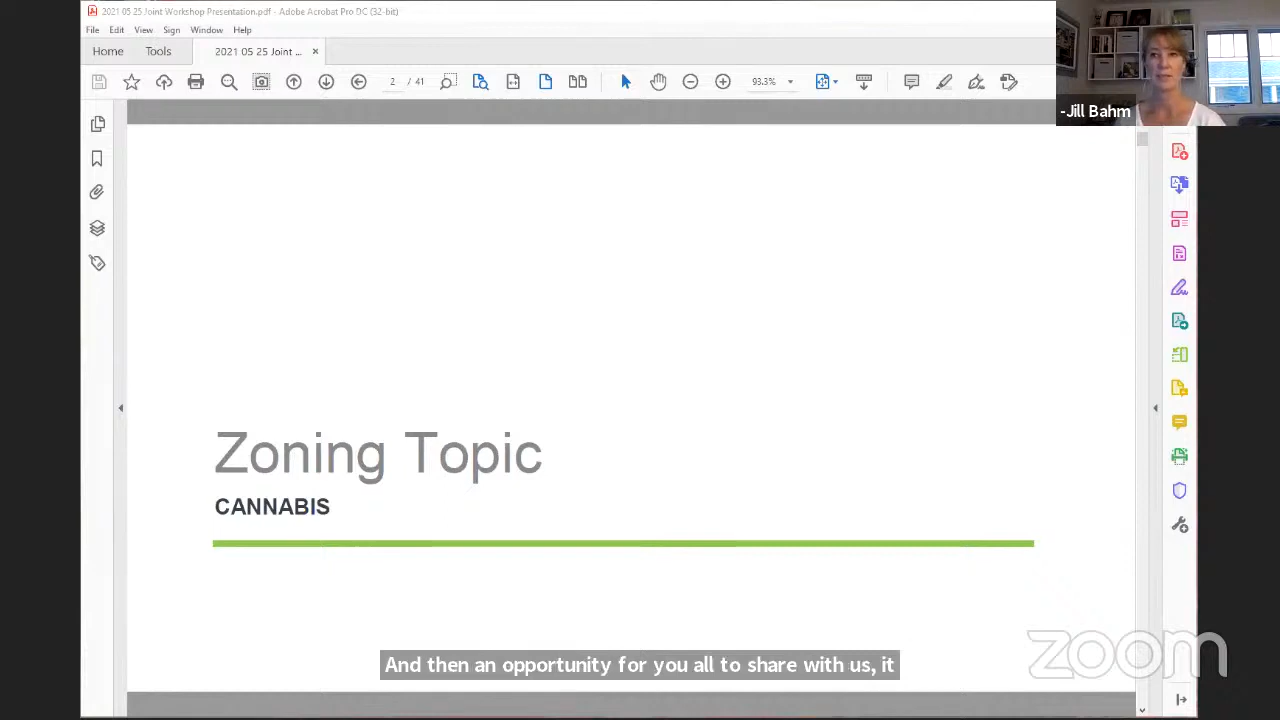 2021 05 25 Joint Workshop Presentation.pdf - Adobe Acrobat Pro DC (32-bit)
File Edit View Sign Window Help
Home Tools 2021 05 25 Joint ... ×
2 / 41 93.3%
-Jill Bahm
Zoning Topic
CANNABIS
And then an opportunity for you all to share with us, it
zoom